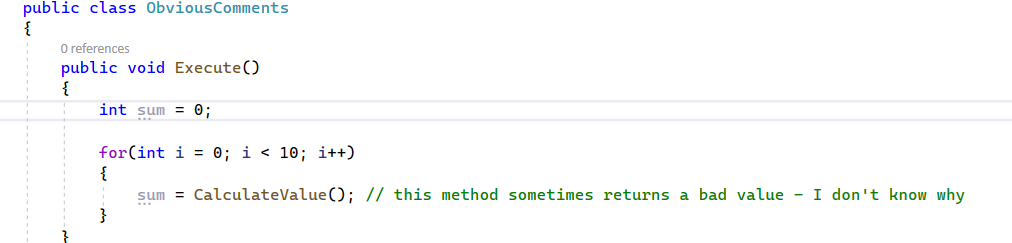 public class ObviousComments
{
0 references
public void Execute()
{
int sum = 0;
for(int i = 0; i < 10; i++)
{
sum = CalculateValue(); // this method sometimes returns a bad value - I don't know why
}
}